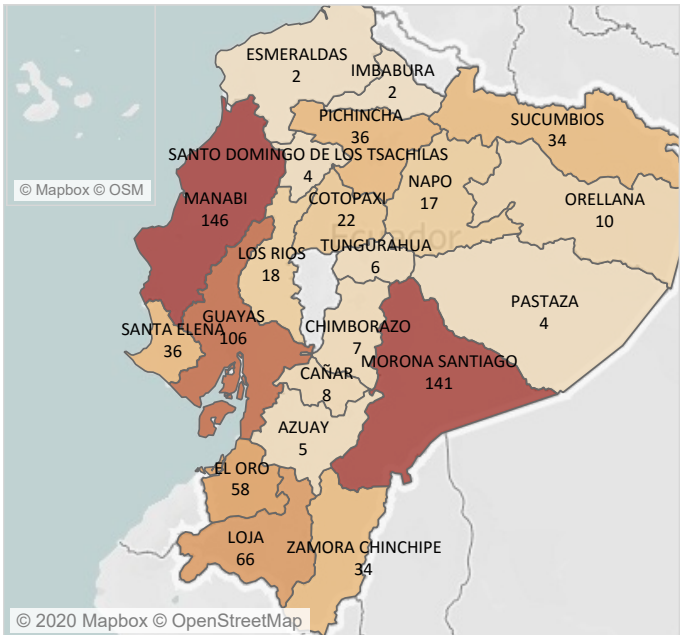 ESMERALDAS
2
IMBABURA
2
PICHINCHA
36
SUCUMBIOS
34
SANTO DOMINGO DE LOS TSACHILAS
4
© Mapbox © OSM
MANABI
146
COTOPAXI
22
NAPO
17
ORELLANA
10
Ecuador
LOS RIOS
18
TUNGURAHUA
6
PASTAZA
4
SANTA ELENA
36
GUAYAS
106
CHIMBORAZO
7
MORONA SANTIAGO
141
CAÑAR
8
AZUAY
5
EL ORO
58
LOJA
66
ZAMORA CHINCHIPE
34
© 2020 Mapbox © OpenStreetMap